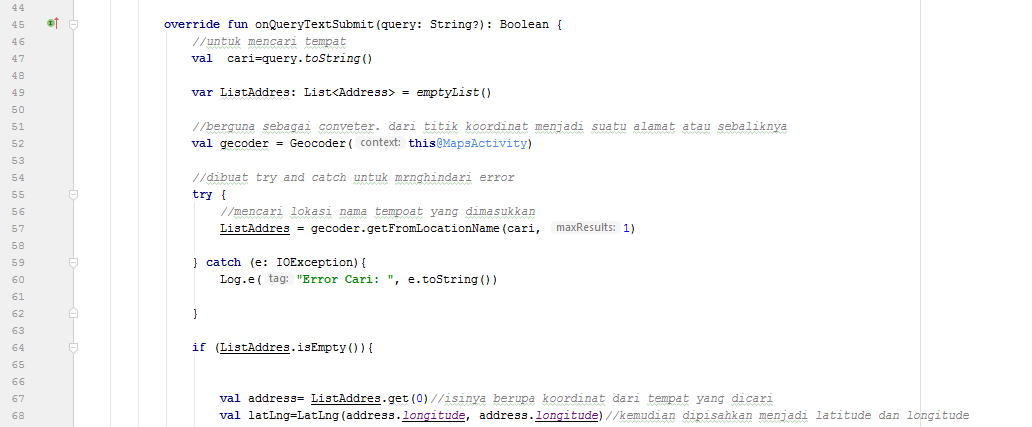 44
45 override fun onQueryTextSubmit(query: String?): Boolean {
46 //untuk mencari tempat
47 val  cari=query.toString()
48
49 var ListAddres: List<Address> = emptyList()
50
51 //berguna sebagai conveter. dari titik koordinat menjadi suatu alamat atau sebaliknya
52 val gecoder = Geocoder( context: this@MapsActivity)
53
54 //dibuat try and catch untuk mrnghindari error
55 try {
56 //mencari lokasi nama tempoat yang dimasukkan
57 ListAddres = gecoder.getFromLocationName(cari, maxResults: 1)
58
59 } catch (e: IOException){
60 Log.e( tag: "Error Cari: ", e.toString())
61
62 }
63
64 if (ListAddres.isEmpty()){
65
66
67 val address= ListAddres.get(0)//isinya berupa koordinat dari tempat yang dicari
68 val latLng=LatLng(address.longitude, address.longitude)//kemudian dipisahkan menjadi latitude dan longitude